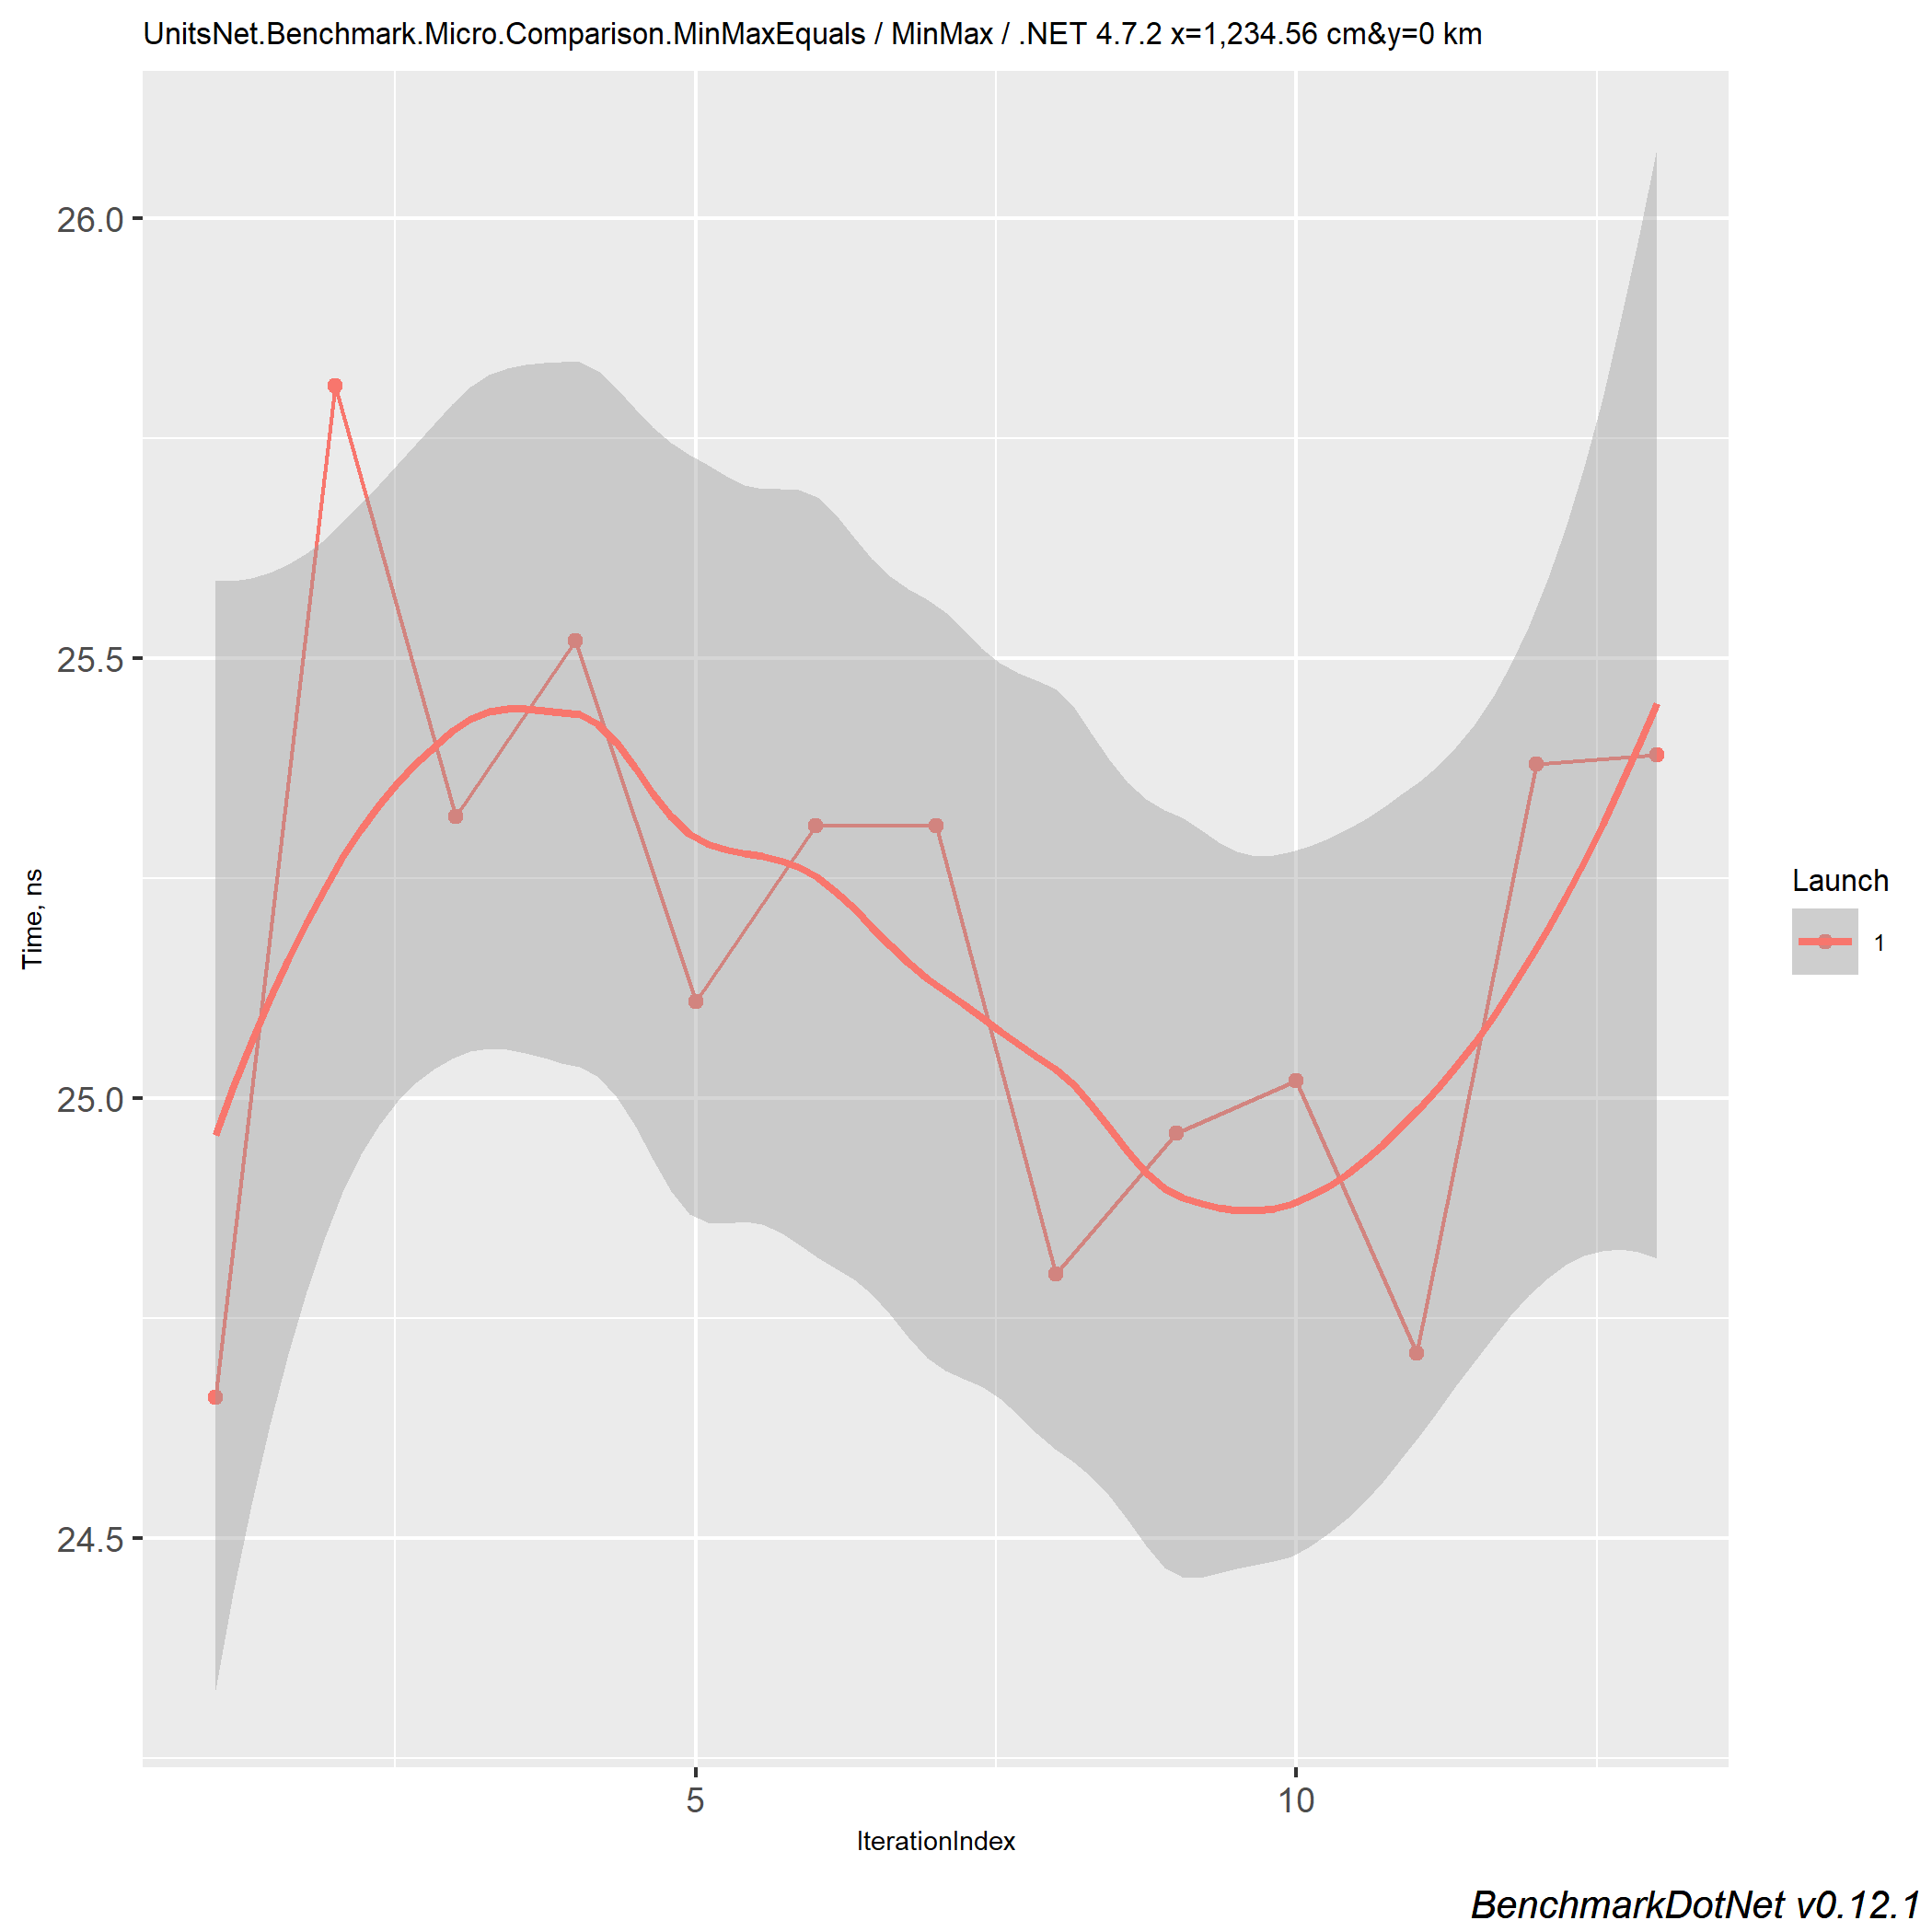 UnitsNet.Benchmark.Micro.Comparison.MinMaxEquals / MinMax / .NET 4.7.2 x=1,234.56 cm&y=0 km
26.0
25.5
25.0
24.5
Time, ns
5
10
IterationIndex
Launch
1
BenchmarkDotNet v0.12.1